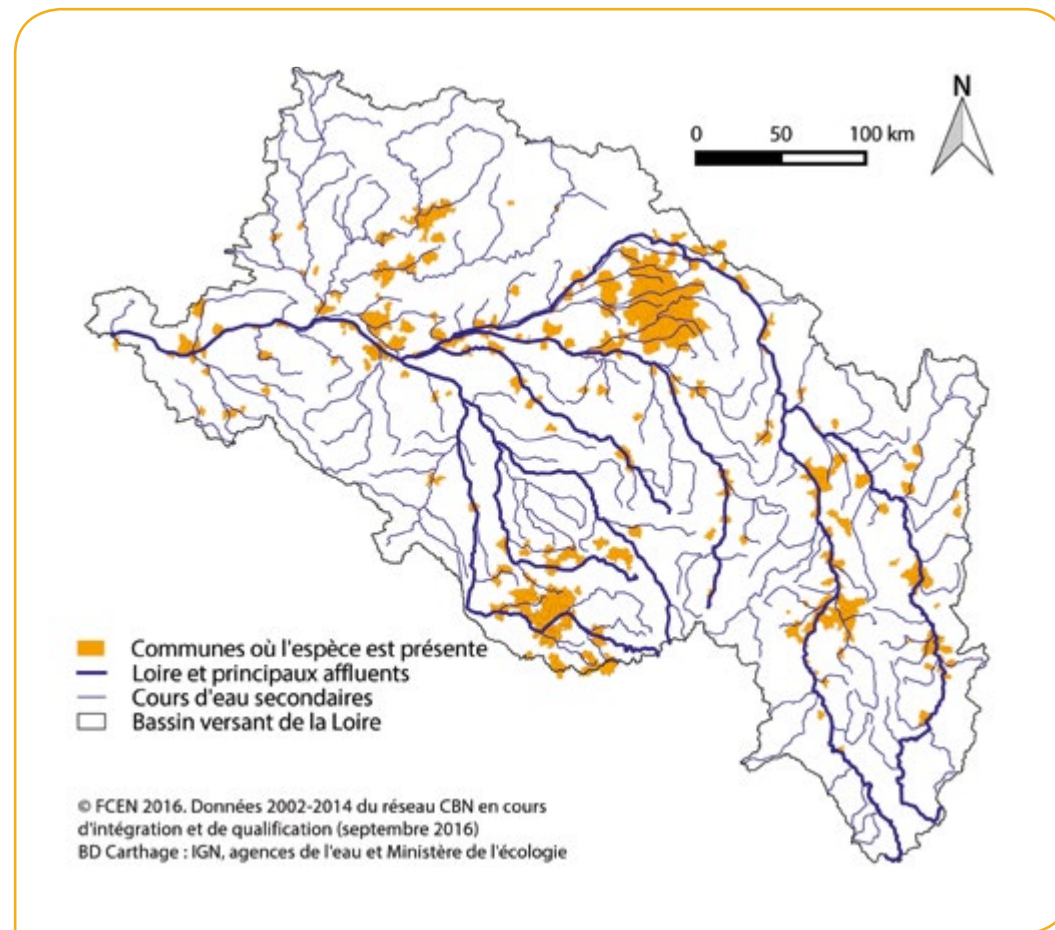 N
0 50 100 km
Communes où l'espèce est présente
Loire et principaux affluents
Cours d'eau secondaires
Bassin versant de la Loire
© FCEN 2016. Données 2002-2014 du réseau CBN en cours
d'intégration et de qualification (septembre 2016)
BD Carthage : IGN, agences de l'eau et Ministère de l'écologie